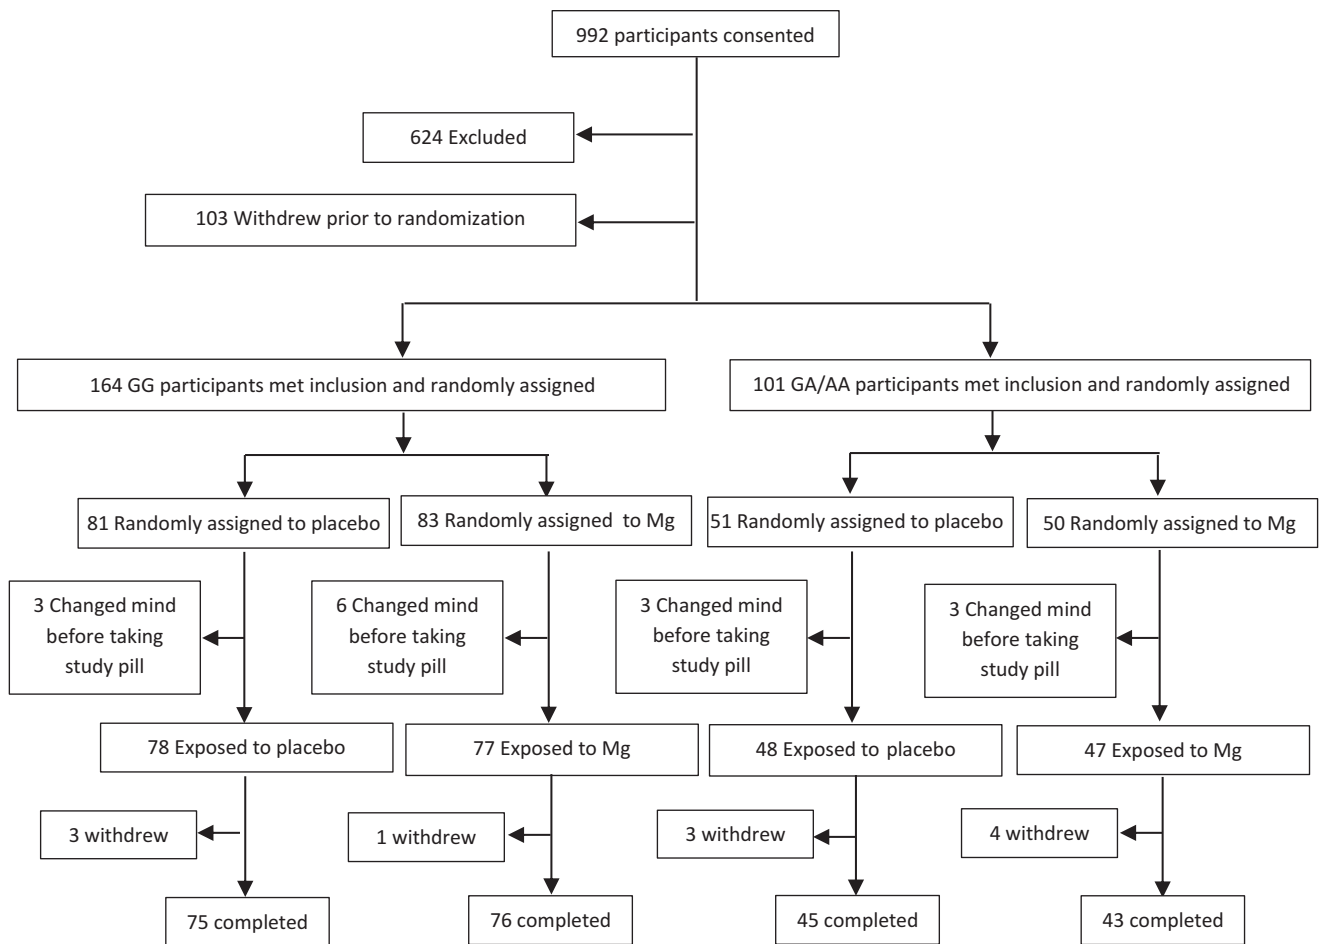 992 participants consented
624 Excluded
103 Withdrew prior to randomization
164 GG participants met inclusion and randomly assigned
101 GA/AA participants met inclusion and randomly assigned
81 Randomly assigned to placebo
83 Randomly assigned to Mg
51 Randomly assigned to placebo
50 Randomly assigned to Mg
3 Changed mind
before taking
study pill
6 Changed mind
before taking
study pill
3 Changed mind
before taking
study pill
3 Changed mind
before taking
study pill
78 Exposed to placebo
77 Exposed to Mg
48 Exposed to placebo
47 Exposed to Mg
3 withdrew
1 withdrew
3 withdrew
4 withdrew
75 completed
76 completed
45 completed
43 completed